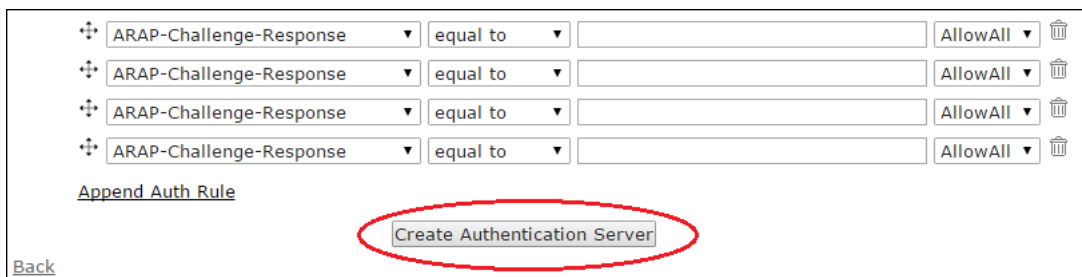 ARAP-Challenge-Response equal to AllowAll
ARAP-Challenge-Response equal to AllowAll
ARAP-Challenge-Response equal to AllowAll
ARAP-Challenge-Response equal to AllowAll
Append Auth Rule
Create Authentication Server
Back